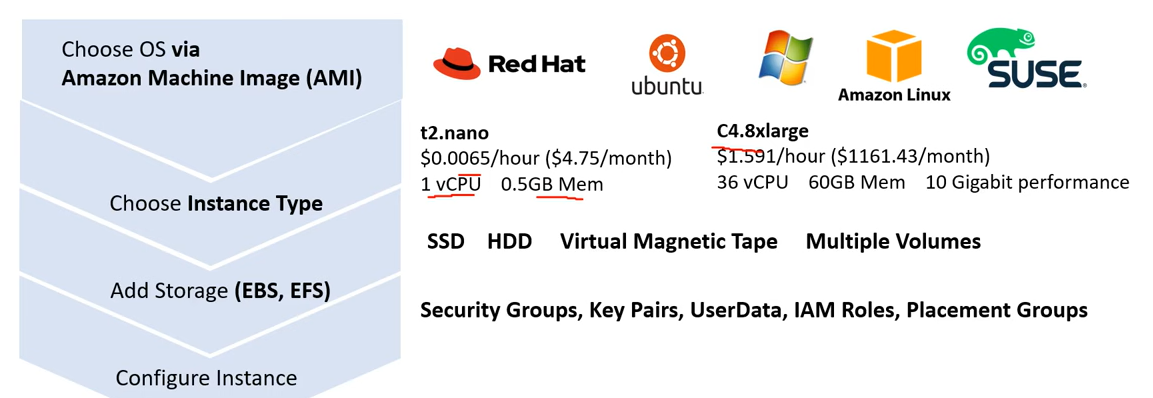 Choose OS via
Amazon Machine Image (AMI)
Red Hat
ubuntu
Amazon Linux
SUSE
t2.nano
$0.0065/hour ($4.75/month)
1 vCPU 0.5GB Mem
C4.8xlarge
$1.591/hour ($1161.43/month)
36 vCPU 60GB Mem 10 Gigabit performance
Choose Instance Type
SSD HDD Virtual Magnetic Tape Multiple Volumes
Add Storage (EBS, EFS)
Security Groups, Key Pairs, UserData, IAM Roles, Placement Groups
Configure Instance